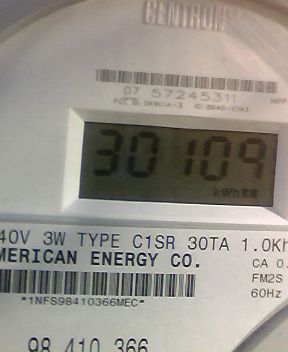 CENTRON®
07 57245311
30109
kWh
40V 3W TYPE C1SR 30TA 1.0Kh
MERICAN ENERGY CO.
CA 0.
FM2S
60Hz
*1NFS98410366MEC*
98 410 366